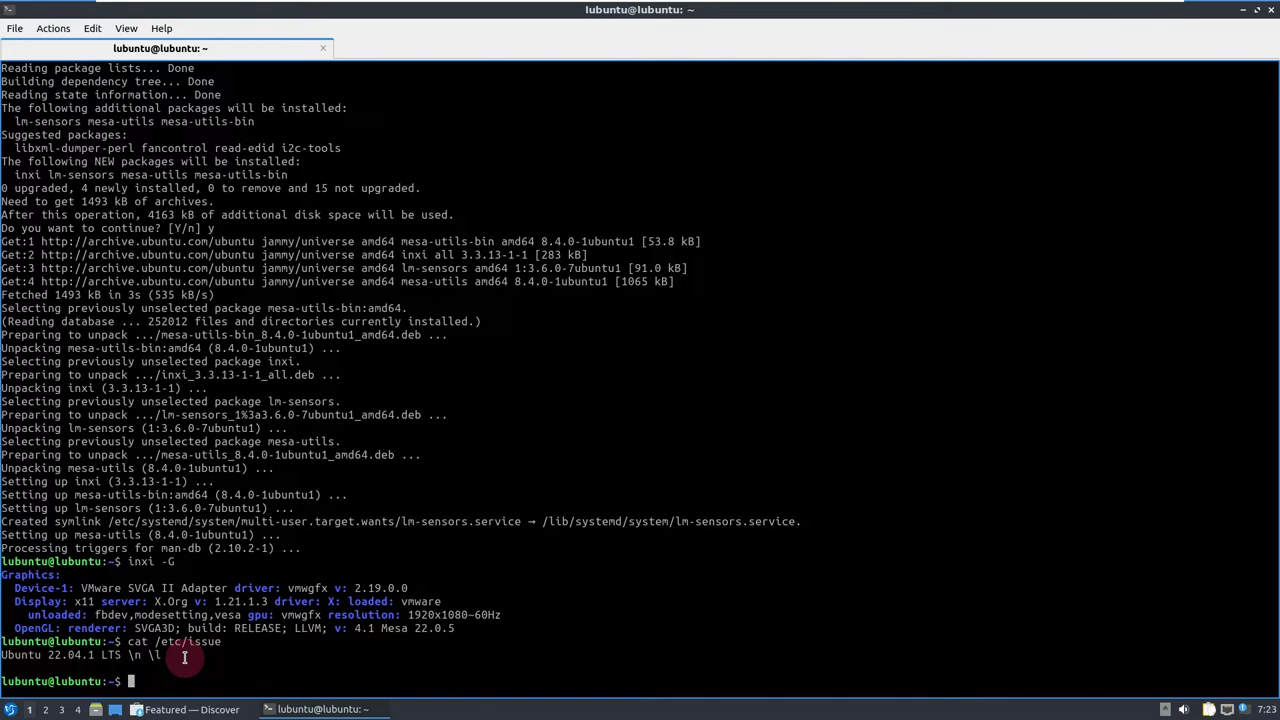 lubuntu@lubuntu: ~
File Actions Edit View Help
lubuntu@lubuntu: ~
Reading package lists... Done
Building dependency tree... Done
Reading state information... Done
The following additional packages will be installed:
  lm-sensors mesa-utils mesa-utils-bin
Suggested packages:
  libxml-dumper-perl fancontrol read-edid i2c-tools
The following NEW packages will be installed:
  inxi lm-sensors mesa-utils mesa-utils-bin
0 upgraded, 4 newly installed, 0 to remove and 15 not upgraded.
Need to get 1493 kB of archives.
After this operation, 4163 kB of additional disk space will be used.
Do you want to continue? [Y/n] y
Get:1 http://archive.ubuntu.com/ubuntu jammy/universe amd64 mesa-utils-bin amd64 8.4.0-1ubuntu1 [53.8 kB]
Get:2 http://archive.ubuntu.com/ubuntu jammy/universe amd64 inxi all 3.3.13-1-1 [283 kB]
Get:3 http://archive.ubuntu.com/ubuntu jammy/universe amd64 lm-sensors amd64 1:3.6.0-7ubuntu1 [91.0 kB]
Get:4 http://archive.ubuntu.com/ubuntu jammy/universe amd64 mesa-utils amd64 8.4.0-1ubuntu1 [1065 kB]
Fetched 1493 kB in 3s (535 kB/s)
Selecting previously unselected package mesa-utils-bin:amd64.
(Reading database ... 252012 files and directories currently installed.)
Preparing to unpack .../mesa-utils-bin_8.4.0-1ubuntu1_amd64.deb ...
Unpacking mesa-utils-bin:amd64 (8.4.0-1ubuntu1) ...
Selecting previously unselected package inxi.
Preparing to unpack .../inxi_3.3.13-1-1_all.deb ...
Unpacking inxi (3.3.13-1-1) ...
Selecting previously unselected package lm-sensors.
Preparing to unpack .../lm-sensors_1%3a3.6.0-7ubuntu1_amd64.deb ...
Unpacking lm-sensors (1:3.6.0-7ubuntu1) ...
Selecting previously unselected package mesa-utils.
Preparing to unpack .../mesa-utils_8.4.0-1ubuntu1_amd64.deb ...
Unpacking mesa-utils (8.4.0-1ubuntu1) ...
Setting up inxi (3.3.13-1-1) ...
Setting up mesa-utils-bin:amd64 (8.4.0-1ubuntu1) ...
Setting up lm-sensors (1:3.6.0-7ubuntu1) ...
Created symlink /etc/systemd/system/multi-user.target.wants/lm-sensors.service → /lib/systemd/system/lm-sensors.service.
Setting up mesa-utils (8.4.0-1ubuntu1) ...
Processing triggers for man-db (2.10.2-1) ...
lubuntu@lubuntu:~$ inxi -G
Graphics:
  Device-1: VMware SVGA II Adapter driver: vmwgfx v: 2.19.0.0
  Display: x11 server: X.Org v: 1.21.1.3 driver: X: loaded: vmware
    unloaded: fbdev,modesetting,vesa gpu: vmwgfx resolution: 1920x1080~60Hz
  OpenGL: renderer: SVGA3D; build: RELEASE; LLVM; v: 4.1 Mesa 22.0.5
lubuntu@lubuntu:~$ cat /etc/issue
Ubuntu 22.04.1 LTS \n \l
lubuntu@lubuntu:~$
1 2 3 4 Featured — Discover lubuntu@lubuntu: ~ 7:23